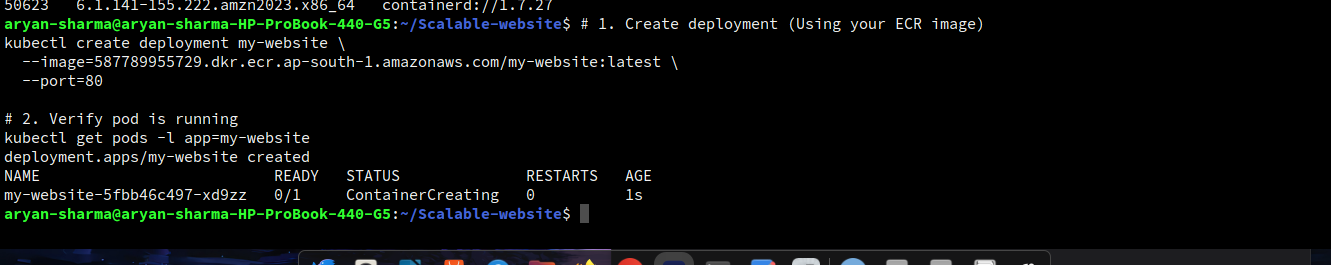 50623   6.1.141-155.222.amzn2023.x86_64   containerd://1.7.27
aryan-sharma@aryan-sharma-HP-ProBook-440-G5:~/Scalable-website$ # 1. Create deployment (Using your ECR image)
kubectl create deployment my-website \
  --image=587789955729.dkr.ecr.ap-south-1.amazonaws.com/my-website:latest \
  --port=80

# 2. Verify pod is running
kubectl get pods -l app=my-website
deployment.apps/my-website created
NAME                          READY   STATUS              RESTARTS   AGE
my-website-5fbb46c497-xd9zz   0/1     ContainerCreating   0          1s
aryan-sharma@aryan-sharma-HP-ProBook-440-G5:~/Scalable-website$